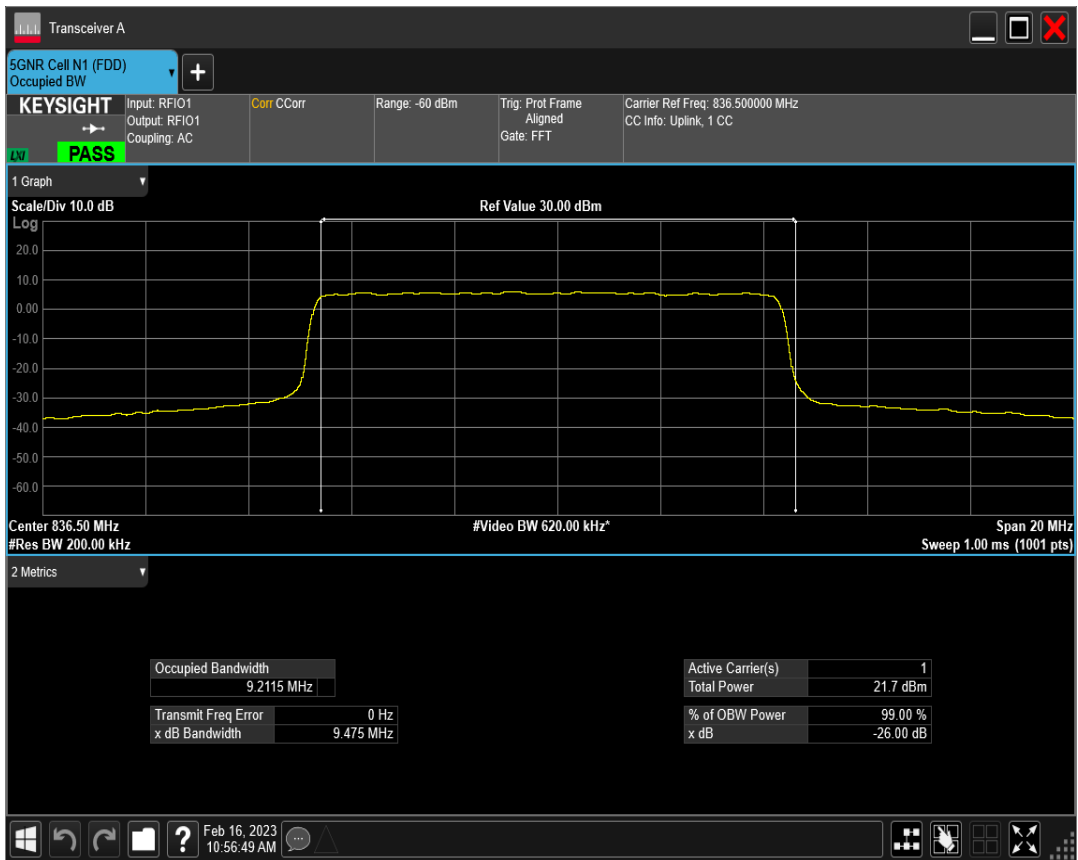 Transceiver A
5GNR Cell N1 (FDD)
Occupied BW
KEYSIGHT
LXI
PASS
Input: RFIO1
Output: RFIO1
Coupling: AC
Corr CCorr
Range: -60 dBm
Trig: Prot Frame
Aligned
Gate: FFT
Carrier Ref Freq: 836.500000 MHz
CC Info: Uplink, 1 CC
1 Graph
Scale/Div 10.0 dB
Ref Value 30.00 dBm
Log
20.0
10.0
0.00
-10.0
-20.0
-30.0
-40.0
-50.0
-60.0
Center 836.50 MHz
#Video BW 620.00 kHz*
Span 20 MHz
#Res BW 200.00 kHz
Sweep 1.00 ms (1001 pts)
2 Metrics
Occupied Bandwidth
9.2115 MHz
Transmit Freq Error 0 Hz
x dB Bandwidth 9.475 MHz
Active Carrier(s) 1
Total Power 21.7 dBm
% of OBW Power 99.00 %
x dB -26.00 dB
?
Feb 16, 2023
10:56:49 AM